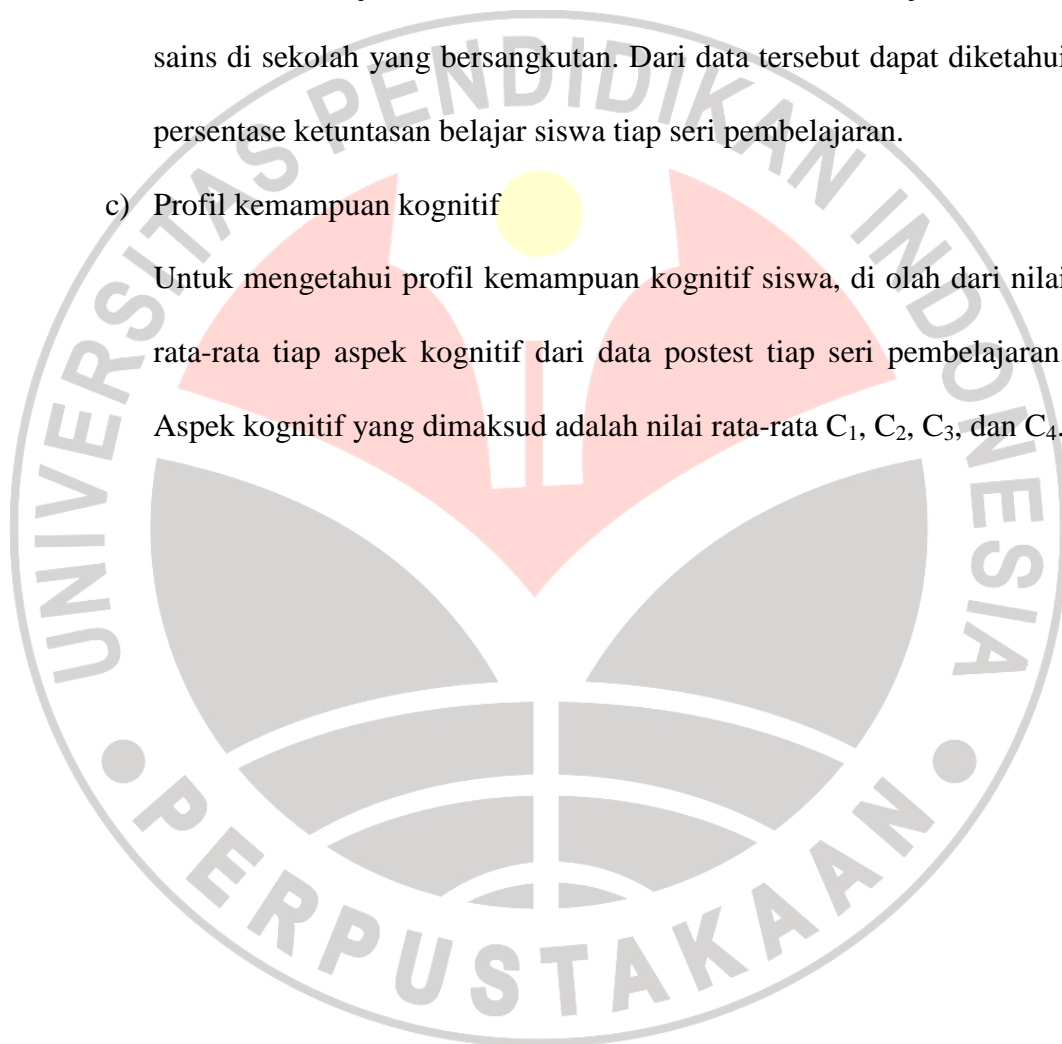 sains di sekolah yang bersangkutan. Dari data tersebut dapat diketahui
persentase ketuntasan belajar siswa tiap seri pembelajaran.
c) Profil kemampuan kognitif
Untuk mengetahui profil kemampuan kognitif siswa, di olah dari nilai
rata-rata tiap aspek kognitif dari data postest tiap seri pembelajaran.
Aspek kognitif yang dimaksud adalah nilai rata-rata C₁, C₂, C₃, dan C₄.
UNIVERSITAS PENDIDIKAN INDONESIA
PERPUSTAKAAN